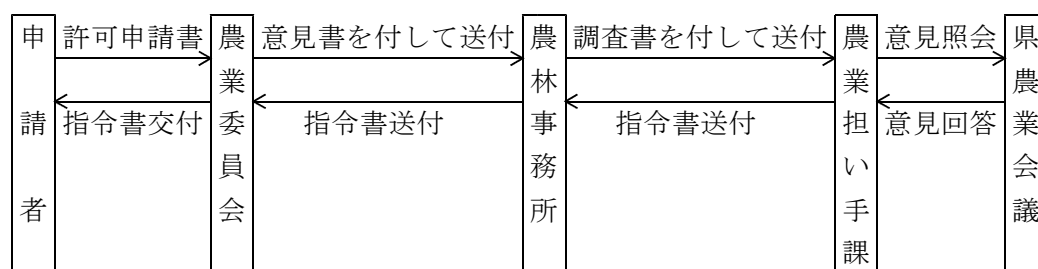 申請者
許可申請書
指令書交付
農業委員会
意見書を付して送付
指令書送付
農林事務所
調査書を付して送付
指令書送付
農業担い手課
意見照会
意見回答
県農業会議